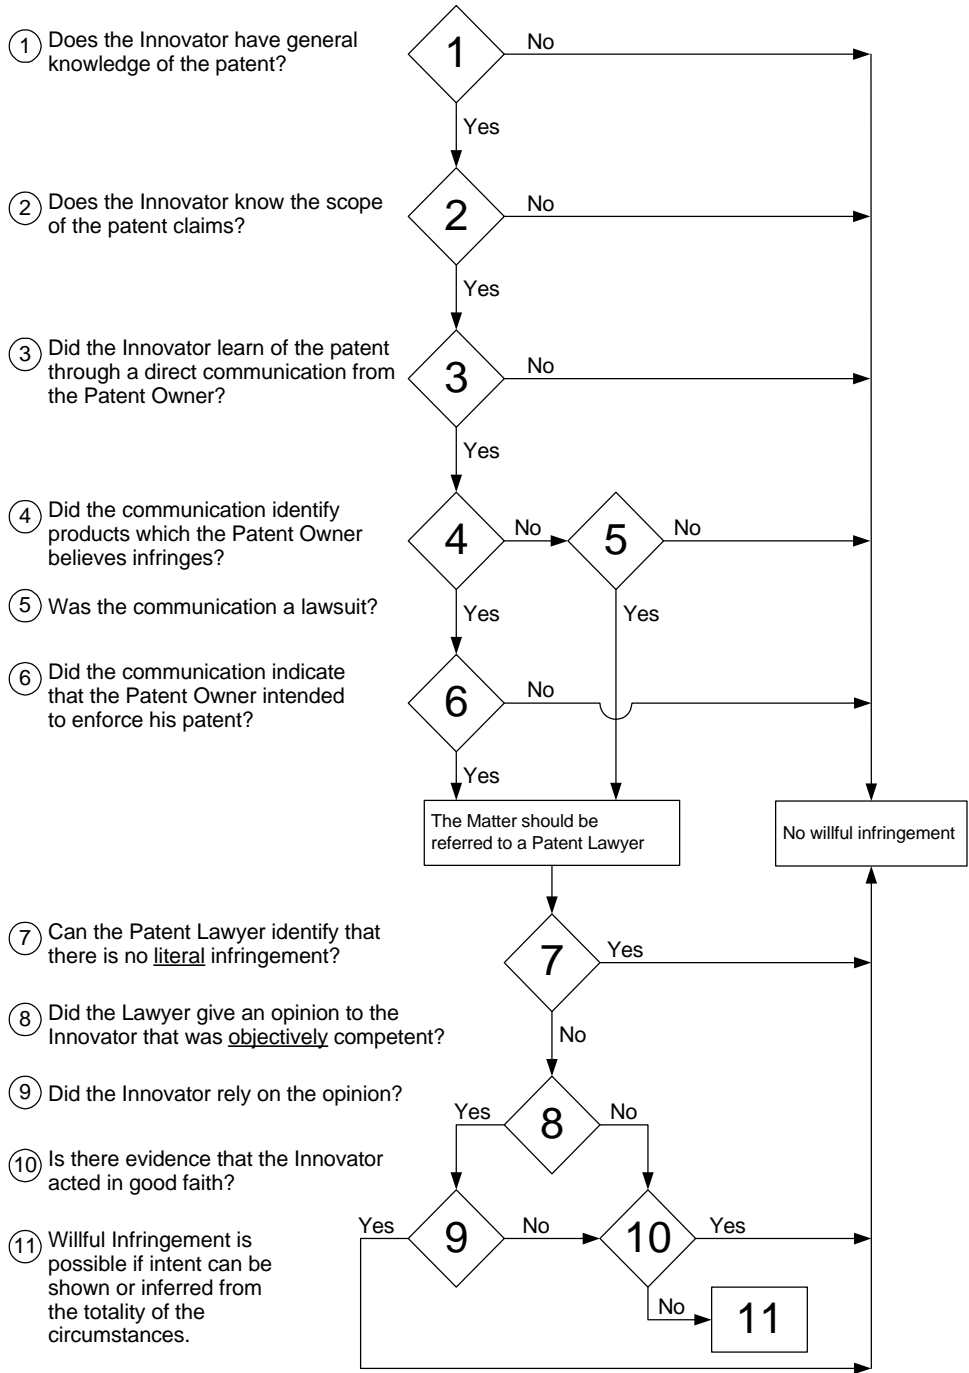 1 Does the Innovator have general
knowledge of the patent?
1
No
Yes
2 Does the Innovator know the scope
of the patent claims?
2
No
Yes
3 Did the Innovator learn of the patent
through a direct communication from
the Patent Owner?
3
No
Yes
4 Did the communication identify
products which the Patent Owner
believes infringes?
4
No
5
No
5 Was the communication a lawsuit?
Yes
Yes
6 Did the communication indicate
that the Patent Owner intended
to enforce his patent?
6
No
Yes
The Matter should be
referred to a Patent Lawyer
No willful infringement
7 Can the Patent Lawyer identify that
there is no literal infringement?
7
Yes
No
8 Did the Lawyer give an opinion to the
Innovator that was objectively competent?
9 Did the Innovator rely on the opinion?
Yes
8
No
10 Is there evidence that the Innovator
acted in good faith?
Yes
9
No
10
Yes
11 Willful Infringement is
possible if intent can be
shown or inferred from
the totality of the
circumstances.
No
11